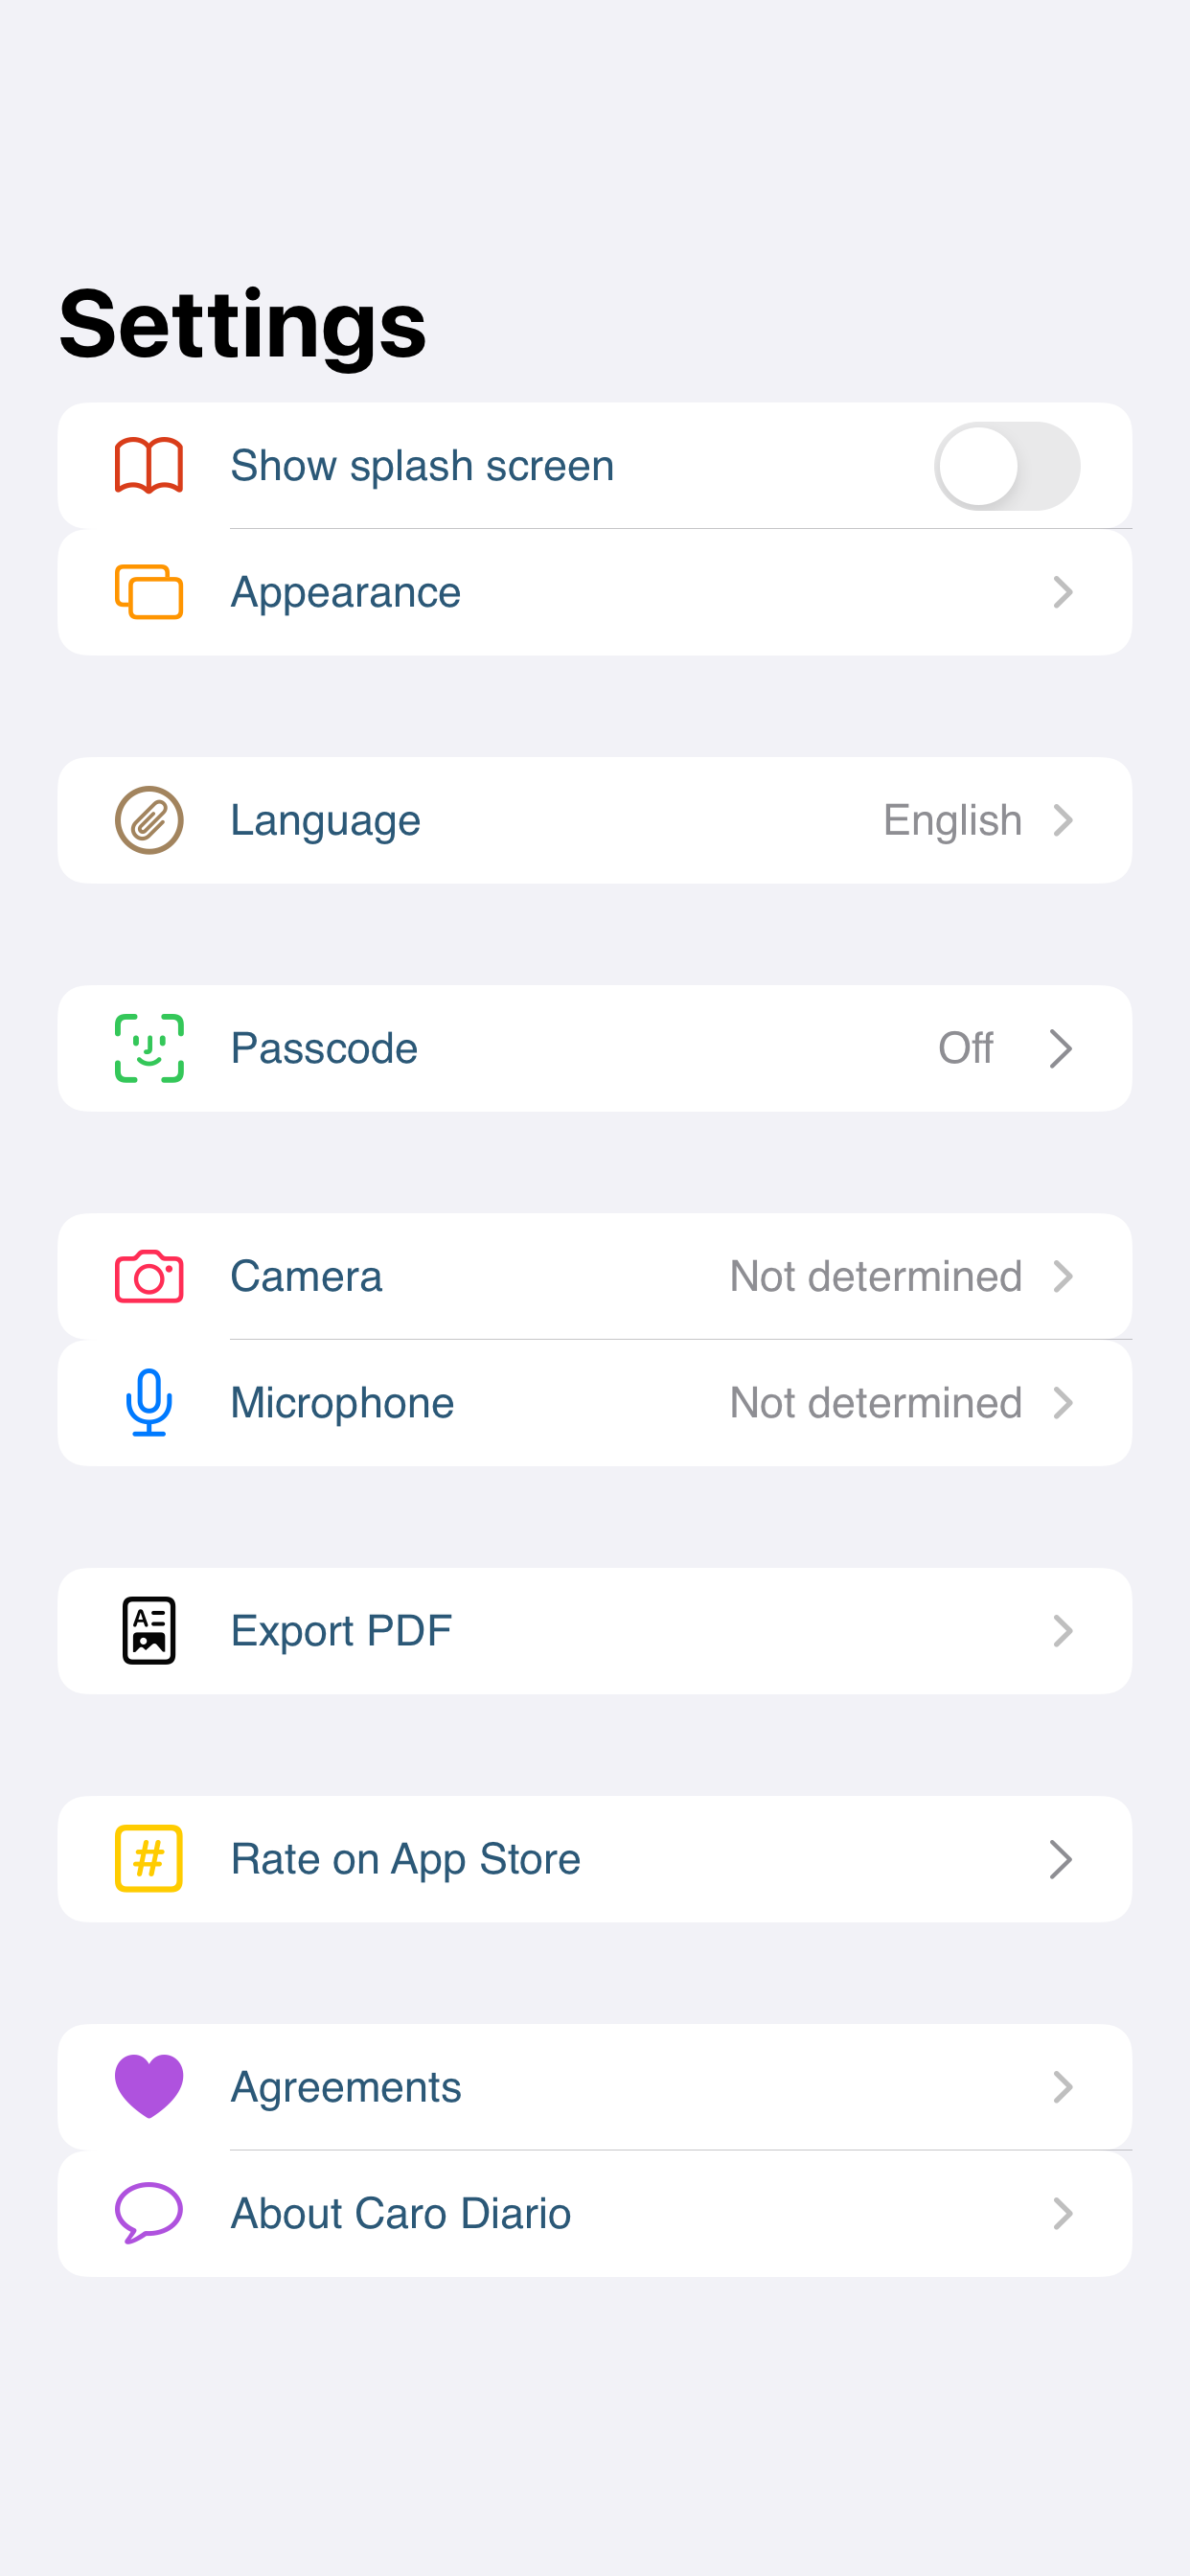 Settings
Show splash screen
Appearance
Language English
Passcode Off
Camera Not determined
Microphone Not determined
Export PDF
Rate on App Store
Agreements
About Caro Diario